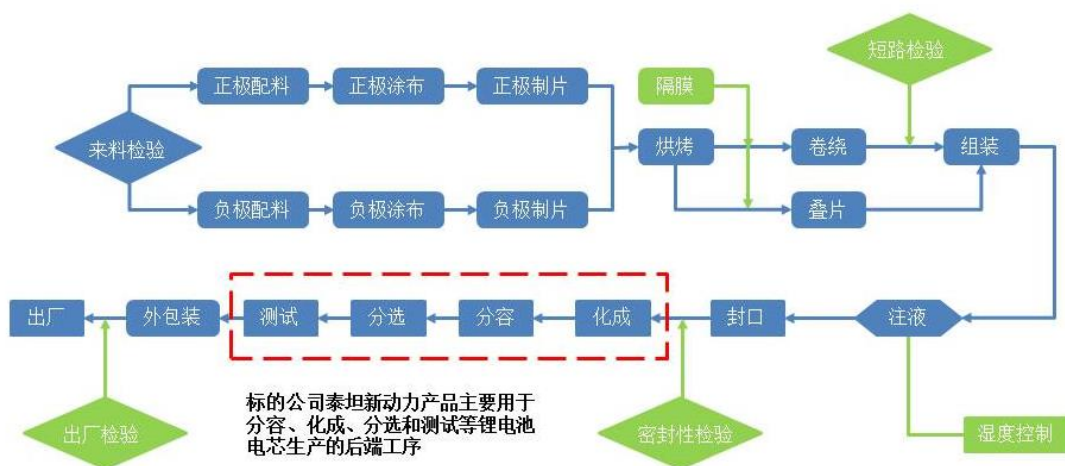 短路检验
正极配料
正极涂布
正极制片
隔膜
来料检验
烘烤
卷绕
组装
负极配料
负极涂布
负极制片
叠片
出厂
外包装
测试
分选
分容
化成
封口
注液
标的公司泰坦新动力产品主要用于
分容、化成、分选和测试等锂电池
电芯生产的后端工序
出厂检验
密封性检验
湿度控制